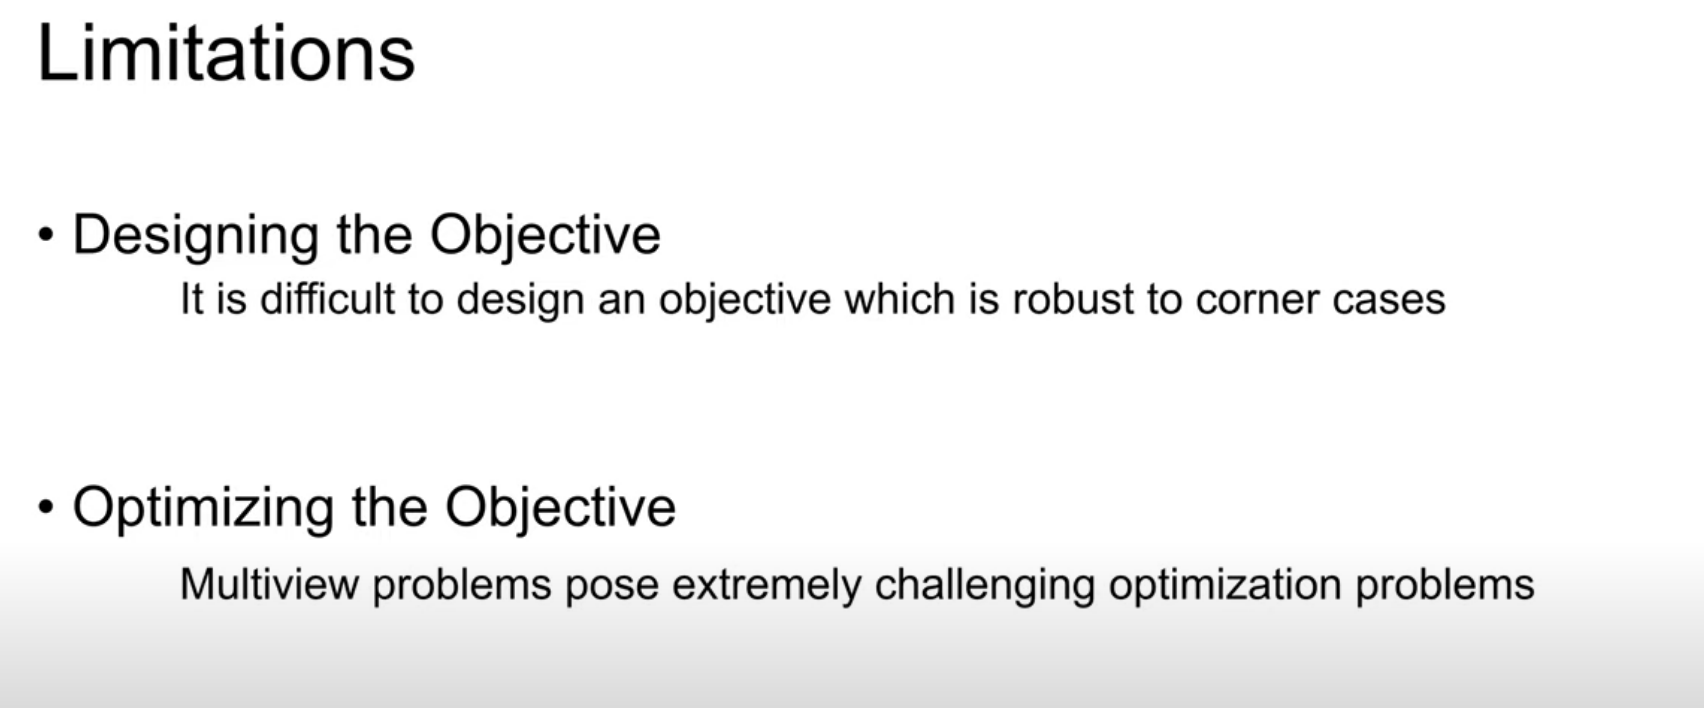 Limitations
• Designing the Objective
It is difficult to design an objective which is robust to corner cases
• Optimizing the Objective
Multiview problems pose extremely challenging optimization problems